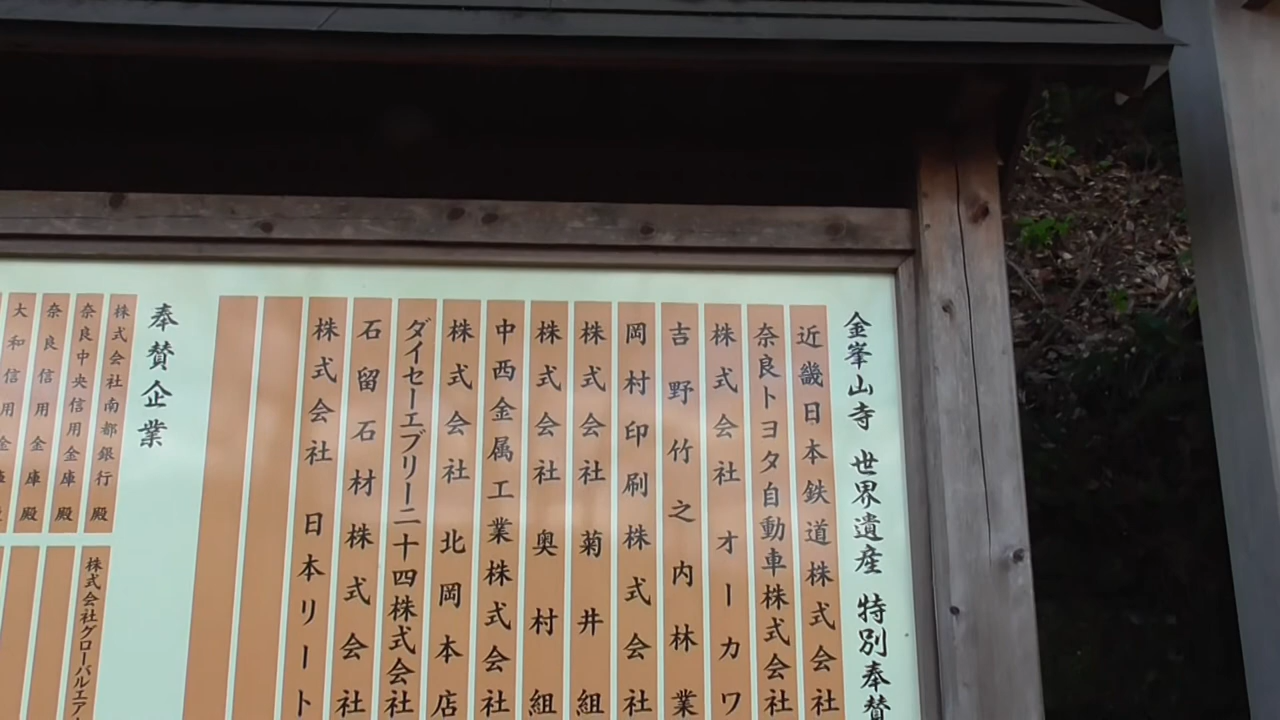 金峯山寺 世界遺産 特別奉賛
近畿日本鉄道株式会社
奈良トヨタ自動車株式会社
株式会社 オーカワ
吉野竹之内林業
岡村印刷株式会社
株式会社 菊井組
株式会社 奥村組
中西金属工業株式会社
株式会社 北岡本店
ダイセーエブリー二十四株式会社
石留石材株式会社
株式会社 日本リート
奉賛企業
株式会社南都銀行 殿
奈良中央信用金庫 殿
奈良信用金庫 殿
大和信用金庫 殿
株式会社グローバルエア